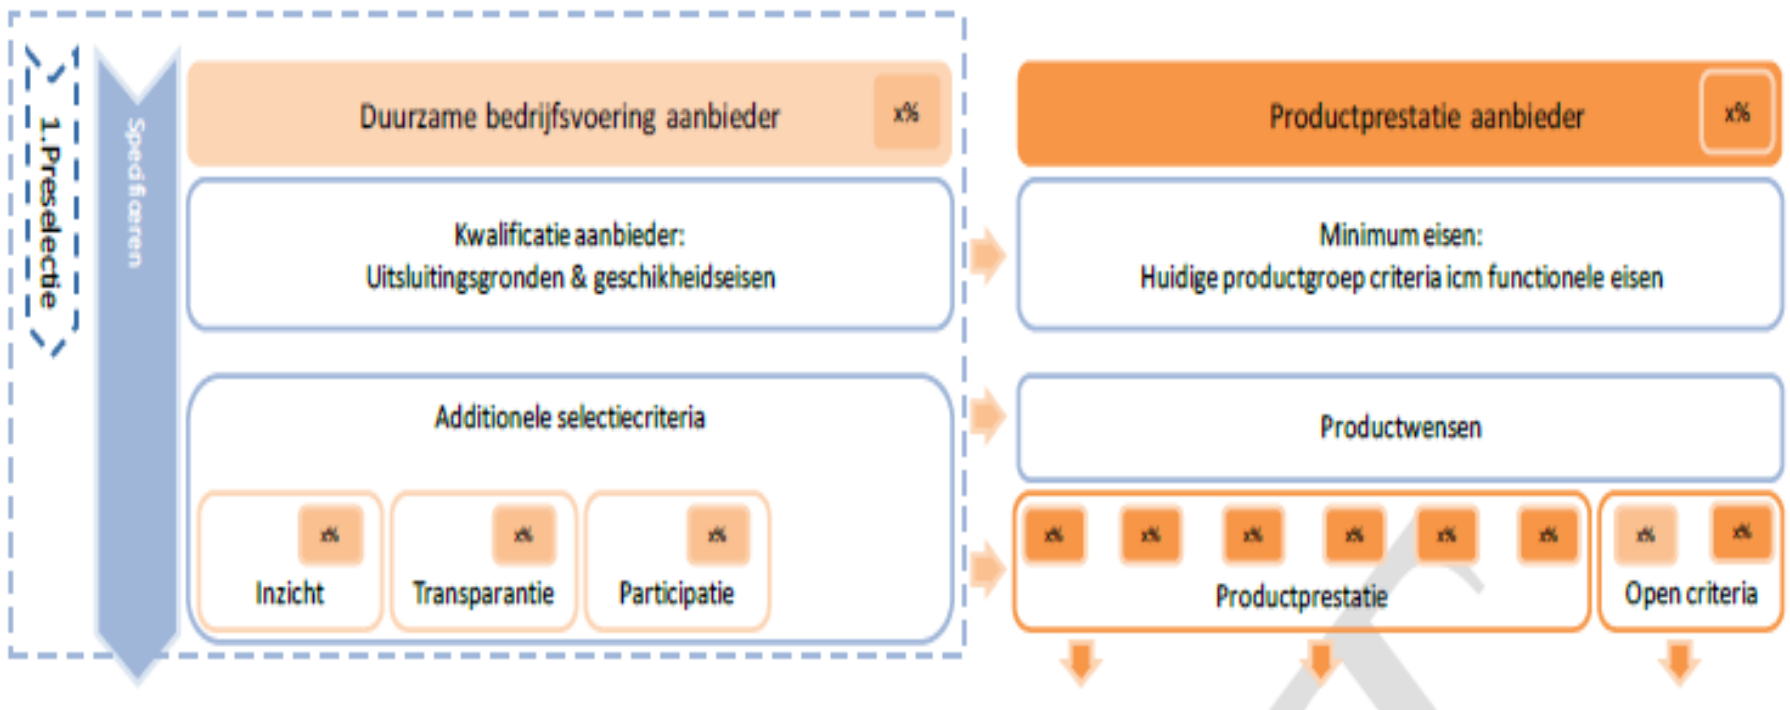 1.Preselectie
Specificeren
Duurzame bedrijfsvoering aanbieder
x%
Kwalificatie aanbieder:
Uitsluitingsgronden & geschikheidseisen
Additionele selectiecriteria
x%
Inzicht
x%
Transparantie
x%
Participatie
Productprestatie aanbieder
x%
Minimum eisen:
Huidige productgroep criteria icm functionele eisen
Productwensen
x% x% x% x% x% x%
Productprestatie
x% x%
Open criteria